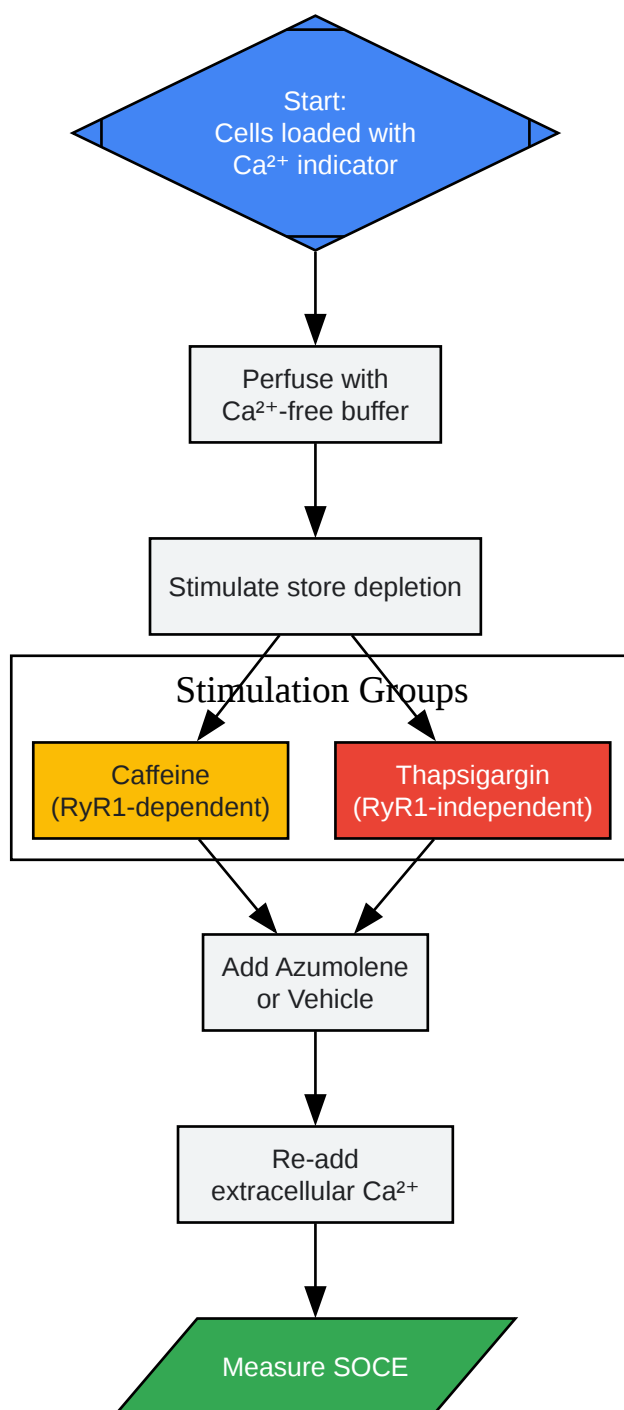 Start:
Cells loaded with
Ca²⁺ indicator
Perfuse with
Ca²⁺-free buffer
Stimulate store depletion
Stimulation Groups
Caffeine
(RyR1-dependent)
Thapsigargin
(RyR1-independent)
Add Azumolene
or Vehicle
Re-add
extracellular Ca²⁺
Measure SOCE